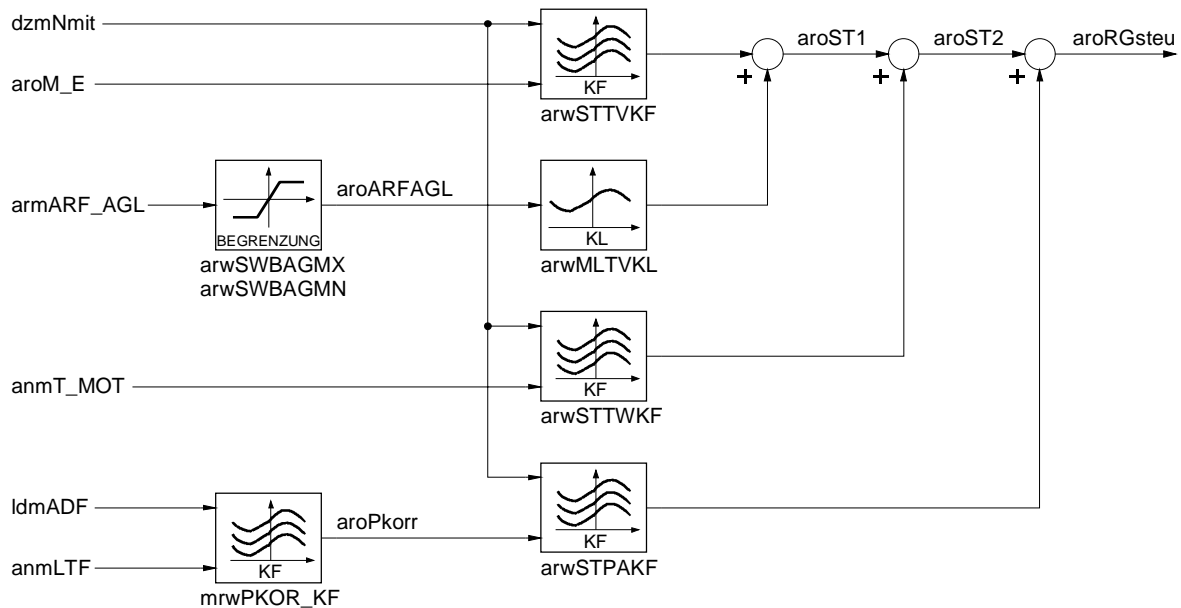 dzmNmit
aroST1
aroST2
aroRGsteu
aroM_E
+
+
+
KF
arwSTTVKF
armARF_AGL
aroARFAGL
BEGRENZUNG
KL
arwSWBAGMX
arwMLTVKL
arwSWBAGMN
anmT_MOT
KF
arwSTTWKF
ldmADF
aroPkorr
KF
anmLTF
KF
arwSTPAKF
mrwPKOR_KF